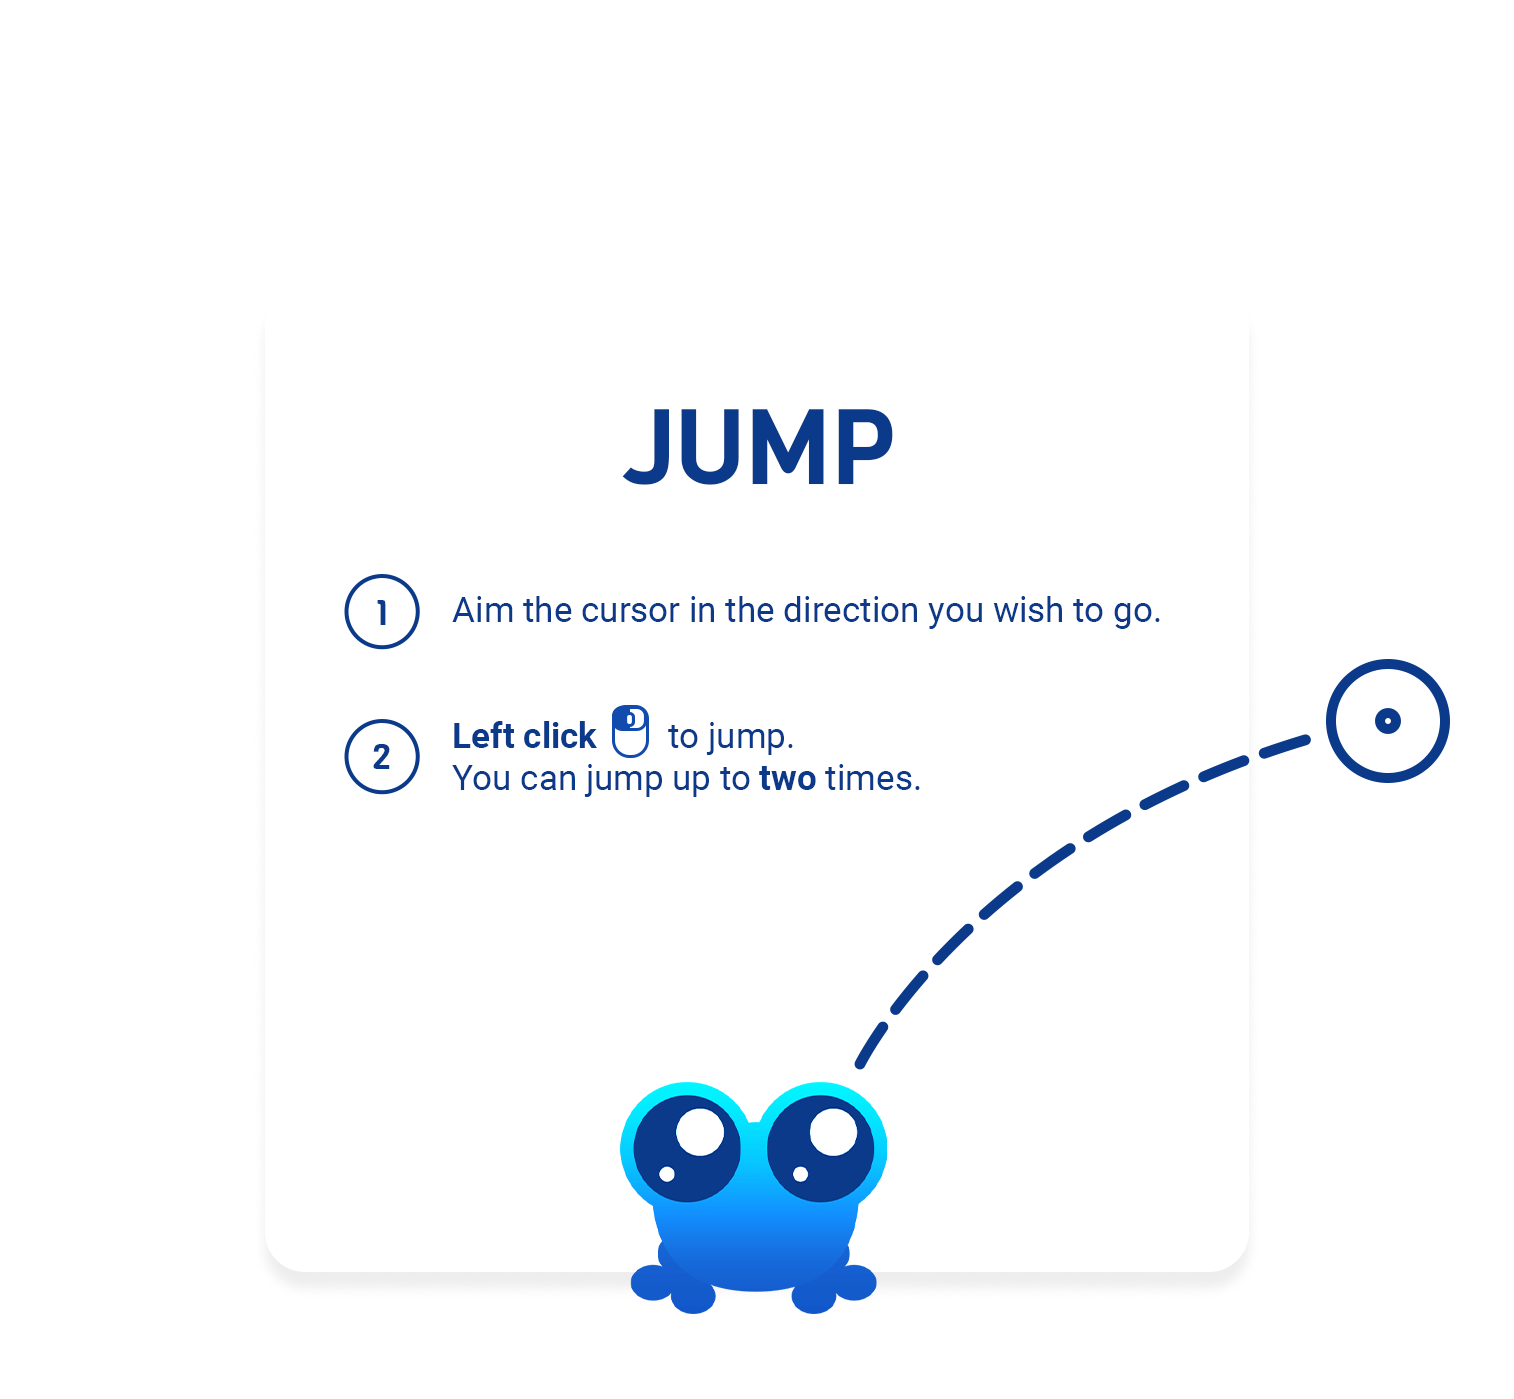 JUMP
1
Aim the cursor in the direction you wish to go.
2
Left click to jump.
You can jump up to two times.